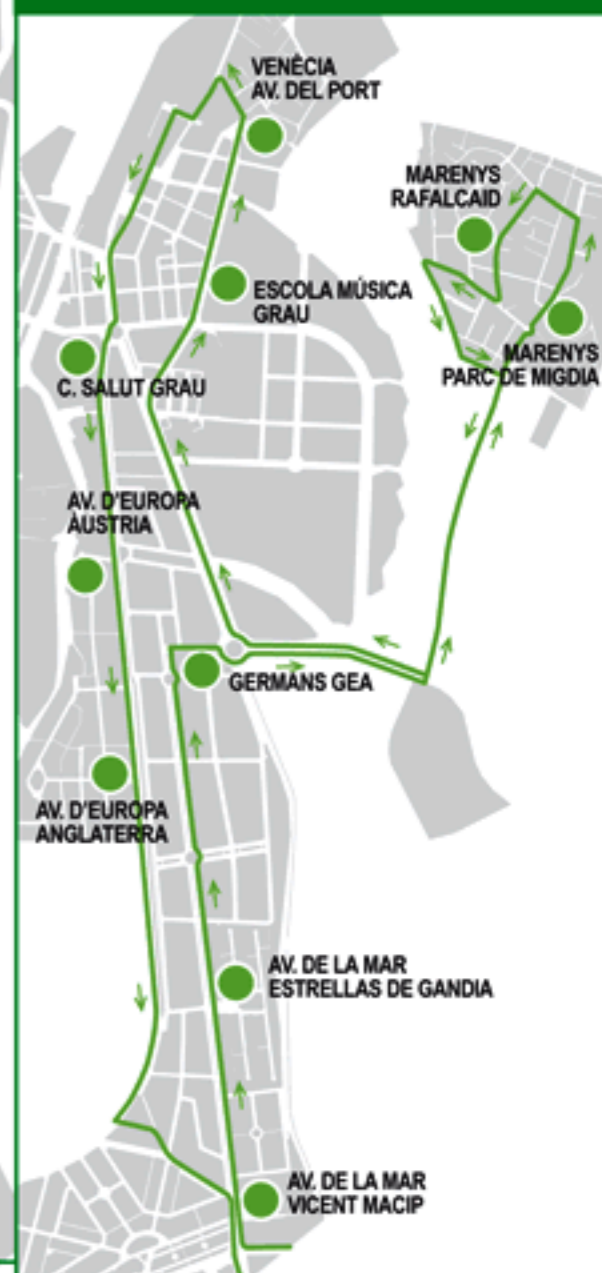 VENÈCIA
AV. DEL PORT
MARENYS
RAFALCAID
ESCOLA MÚSICA
GRAU
MARENYS
PARC DE MIGDIA
C. SALUT GRAU
AV. D'EUROPA
ÀUSTRIA
GERMANS GEA
AV. D'EUROPA
ANGLATERRA
AV. DE LA MAR
ESTRELLAS DE GANDIA
AV. DE LA MAR
VICENT MACIP